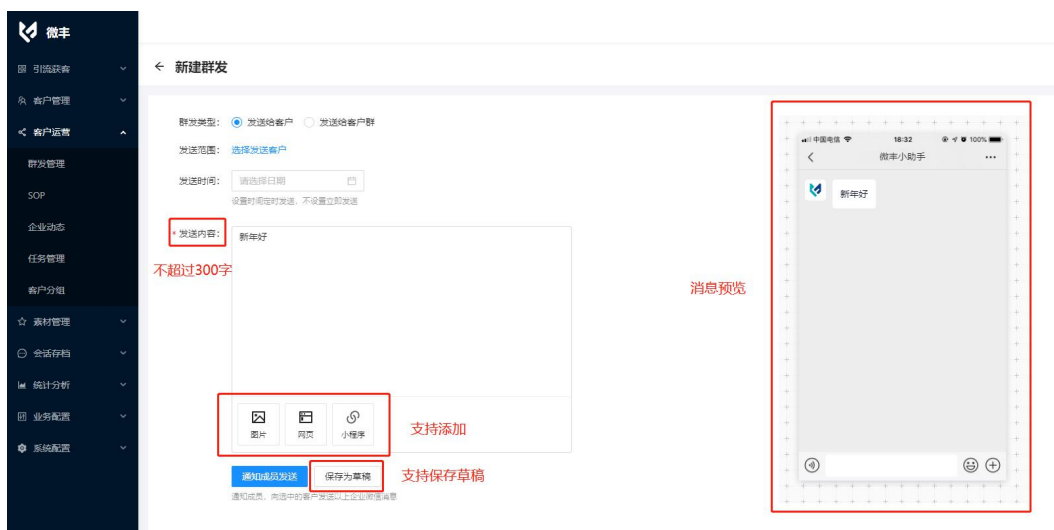 微丰
引流获客
客户管理
客户运营
群发管理
SOP
企业动态
任务管理
客户分组
素材管理
会话存档
统计分析
业务配置
系统配置
← 新建群发
群发类型: 发送给客户 发送给客户群
发送范围: 选择发送客户
发送时间: 请选择日期
设置时间定时发送，不设置立即发送
* 发送内容: 新年好
不超过300字
图片 网页 小程序
支持添加
通知成员发送 保存为草稿 支持保存草稿
通知成员，向选中的客户发送以上企业微信消息
消息预览
中国电信 18:32 100%
微丰小助手
新年好